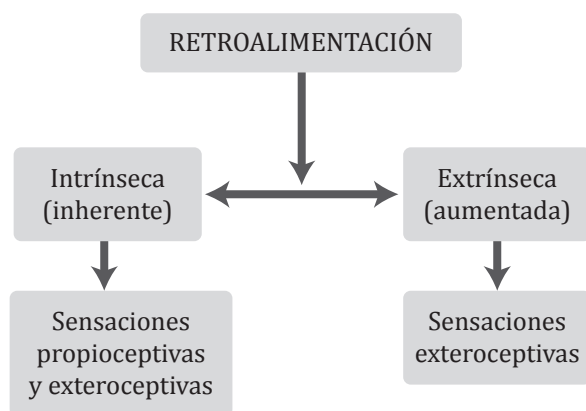 RETROALIMENTACIÓN
Intrínseca
(inherente)
Extrínseca
(aumentada)
Sensaciones
propioceptivas
y exteroceptivas
Sensaciones
exteroceptivas